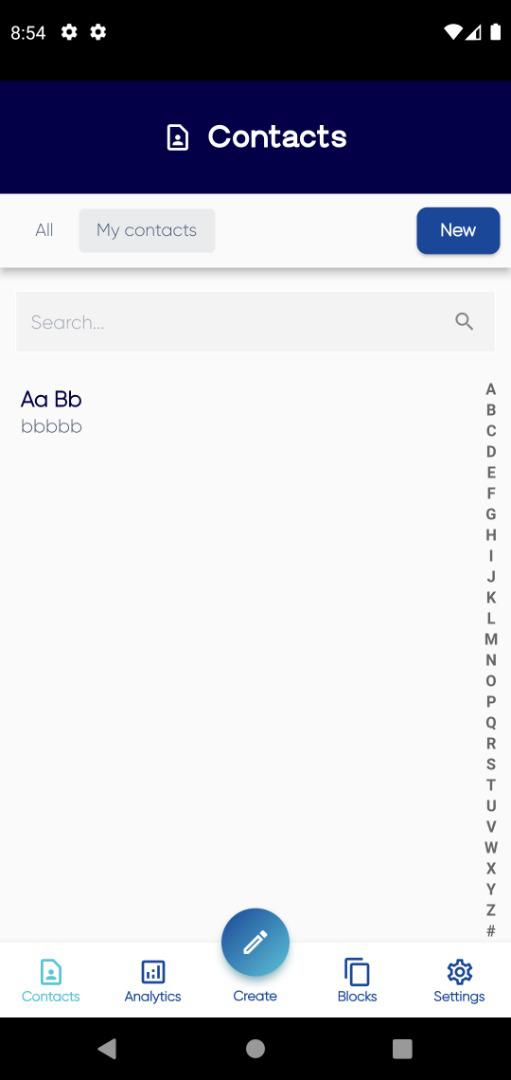 8:54
Contacts
All
My contacts
New
Search...
Aa Bb
bbbbb
A
B
C
D
E
F
G
H
I
J
K
L
M
N
O
P
Q
R
S
T
U
V
W
X
Y
Z
#
Contacts
Analytics
Create
Blocks
Settings